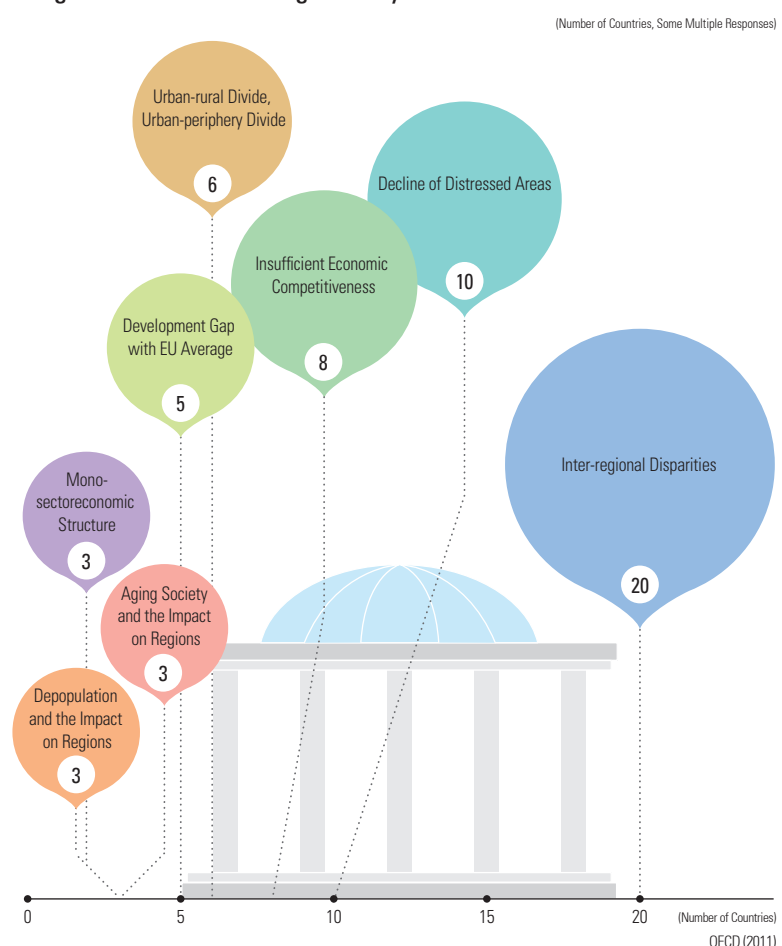 (Number of Countries, Some Multiple Responses)
Urban-rural Divide,
Urban-periphery Divide
6
Decline of Distressed Areas
10
Insufficient Economic
Competitiveness
8
Development Gap
with EU Average
5
Inter-regional Disparities
20
Mono-
sectoreconomic
Structure
3
Aging Society
and the Impact
on Regions
3
Depopulation
and the Impact
on Regions
3
0
5
10
15
20
(Number of Countries)
OECD (2011)